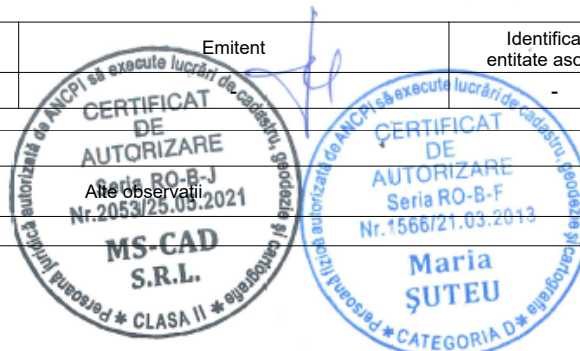 Emitent
Identifica
entitate aso
-
-
Alte observații
Persoană juridică autorizată de ANCPI să execute lucrări de cadastru, geodezie și cartografie
CERTIFICAT
DE
AUTORIZARE
Seria RO-B-J
Nr.2053/25.05.2021
MS-CAD
S.R.L.
* CLASA II *
Persoană fizică autorizată de ANCPI să execute lucrări de cadastru, geodezie și cartografie
CERTIFICAT
DE
AUTORIZARE
Seria RO-B-F
Nr.1566/21.03.2013
Maria
ȘUTEU
* CATEGORIA D *